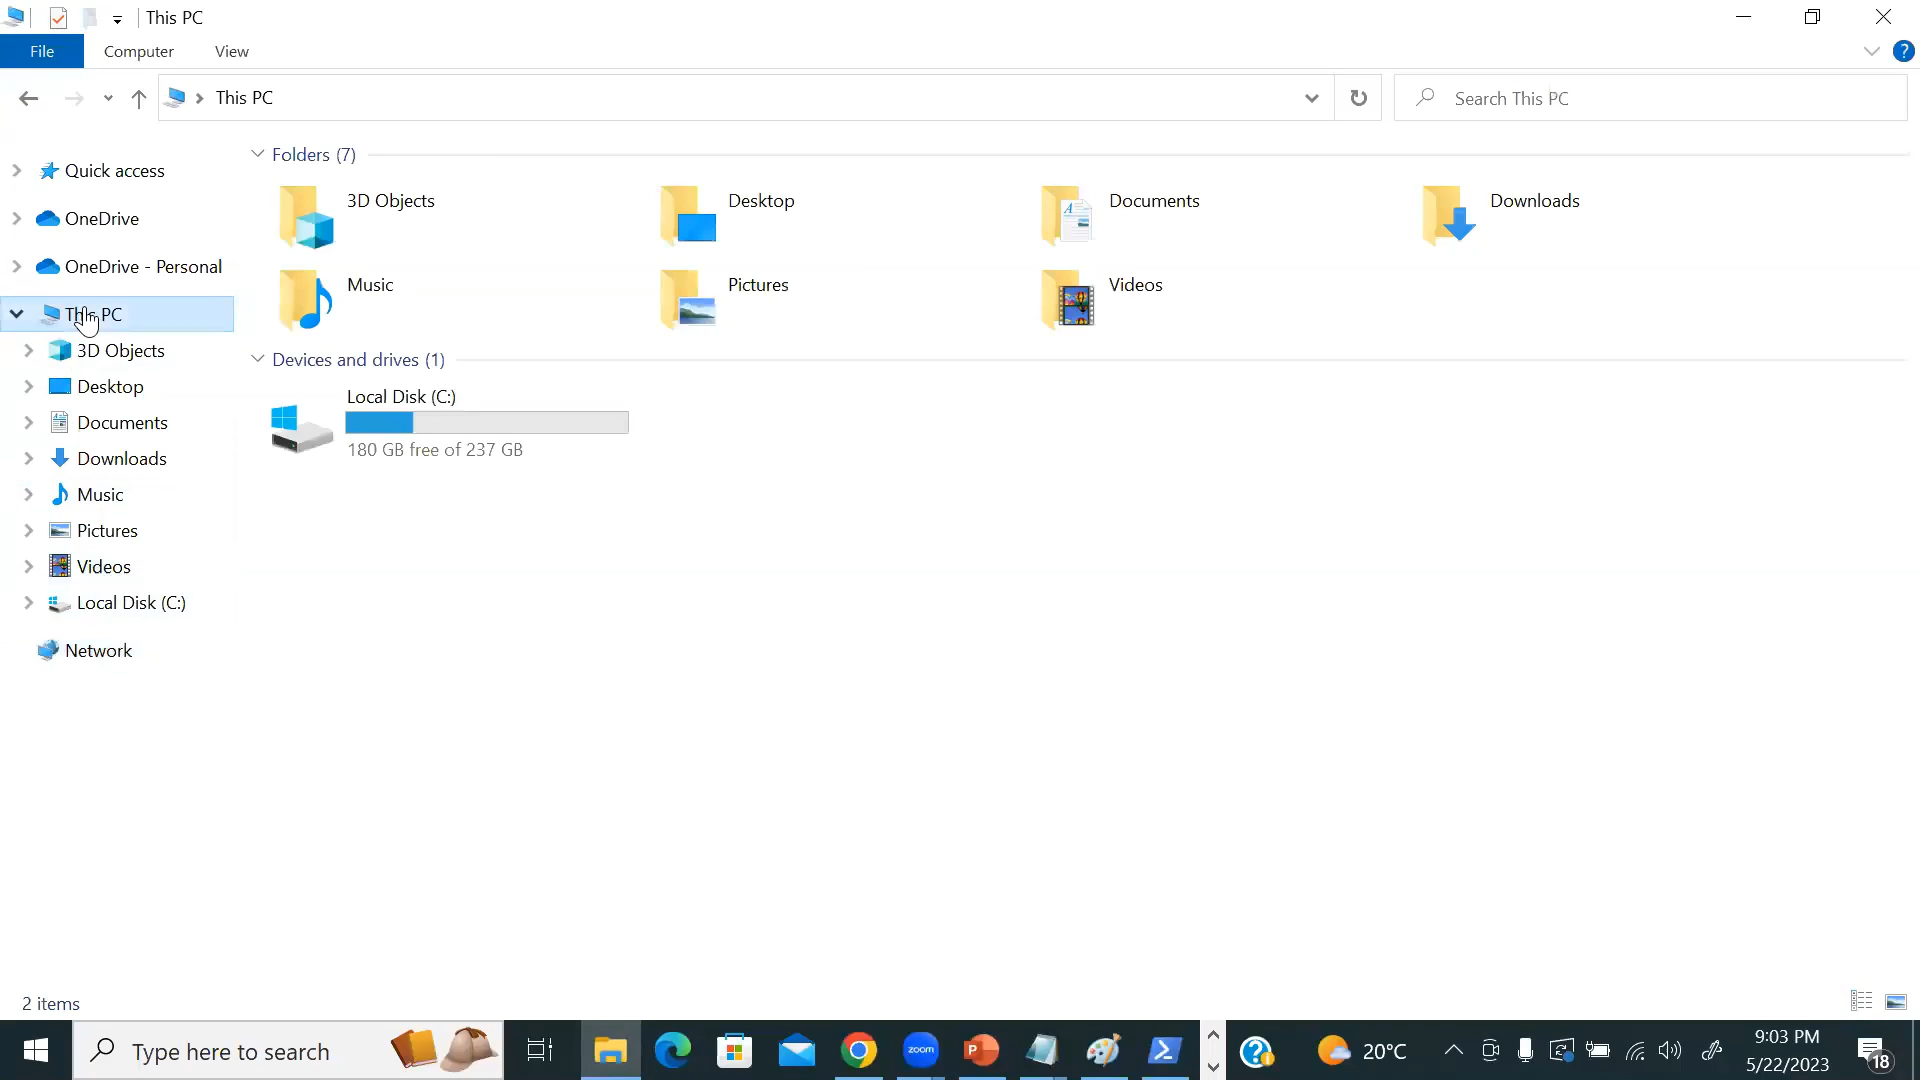 This PC
File
Computer
View
This PC
Search This PC
Quick access
OneDrive
OneDrive - Personal
This PC
3D Objects
Desktop
Documents
Downloads
Music
Pictures
Videos
Local Disk (C:)
Network
Folders (7)
3D Objects
Desktop
Documents
Downloads
Music
Pictures
Videos
Devices and drives (1)
Local Disk (C:)
180 GB free of 237 GB
2 items
Type here to search
zoom
P
20°C
9:03 PM
5/22/2023
18